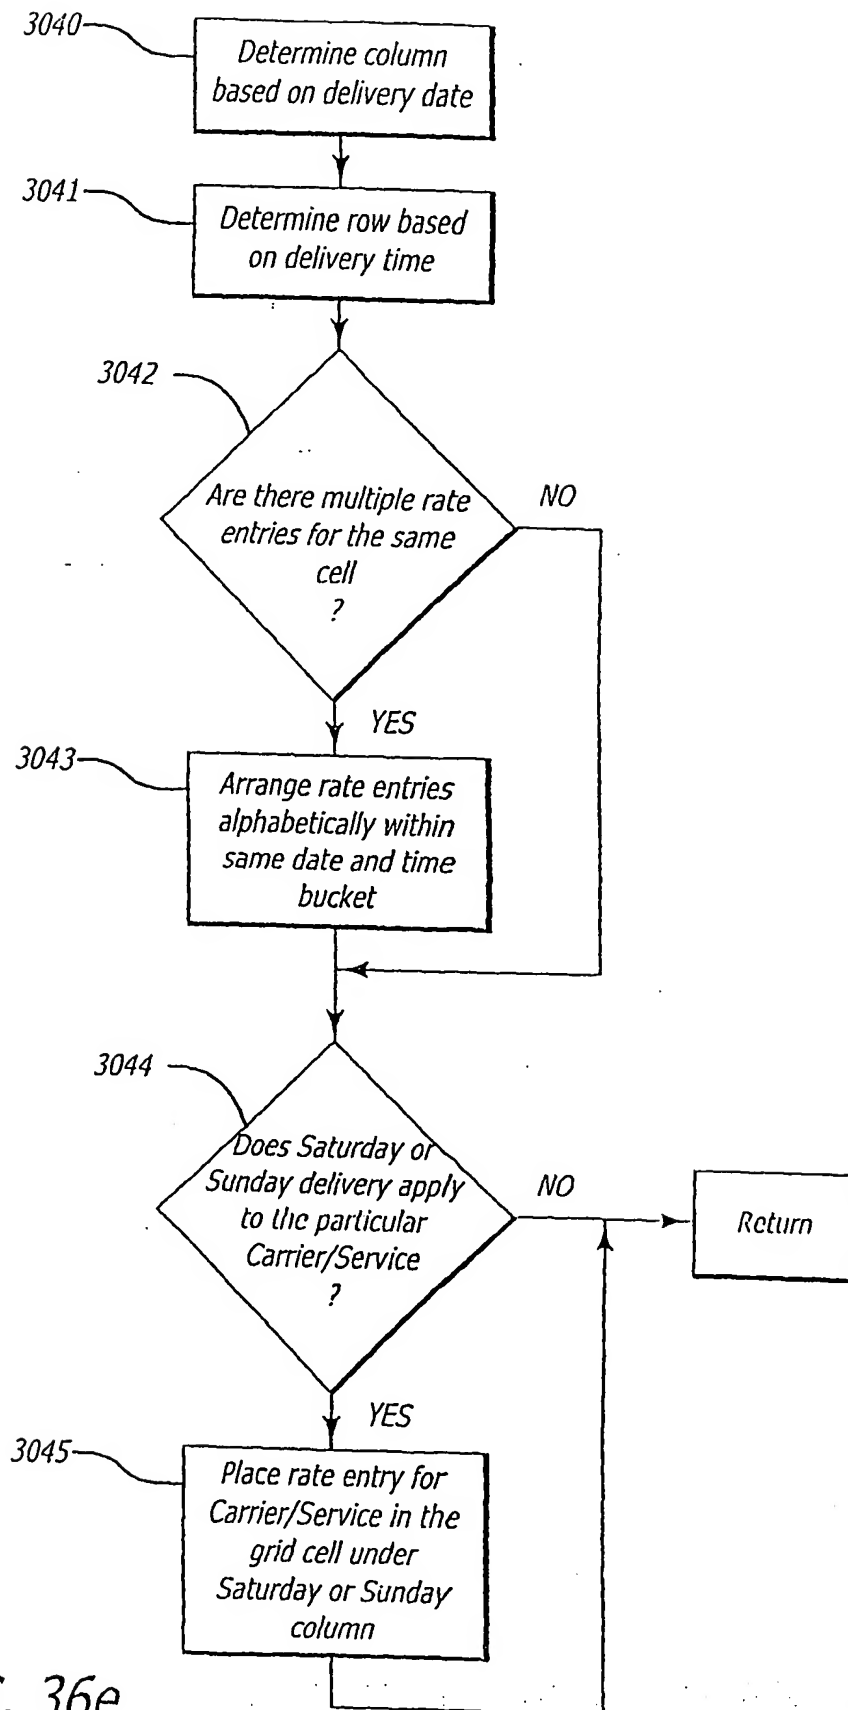 3040
Determine column
based on delivery date
3041
Determine row based
on delivery time
3042
Are there multiple rate
entries for the same
cell
?
NO
YES
3043
Arrange rate entries
alphabetically within
same date and time
bucket
3044
Does Saturday or
Sunday delivery apply
to the particular
Carrier/Service
?
NO
Return
YES
3045
Place rate entry for
Carrier/Service in the
grid cell under
Saturday or Sunday
column
36e